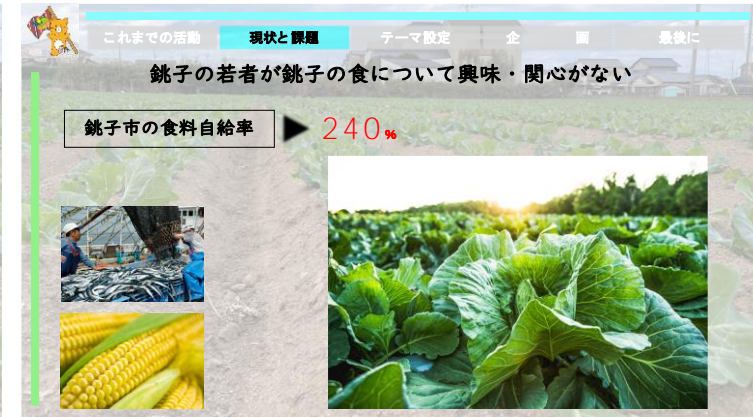 これまでの活動 現状と課題 テーマ設定 企 画 最後に
銚子の若者が銚子の食について興味・関心がない
銚子市の食料自給率 ▶ 240%